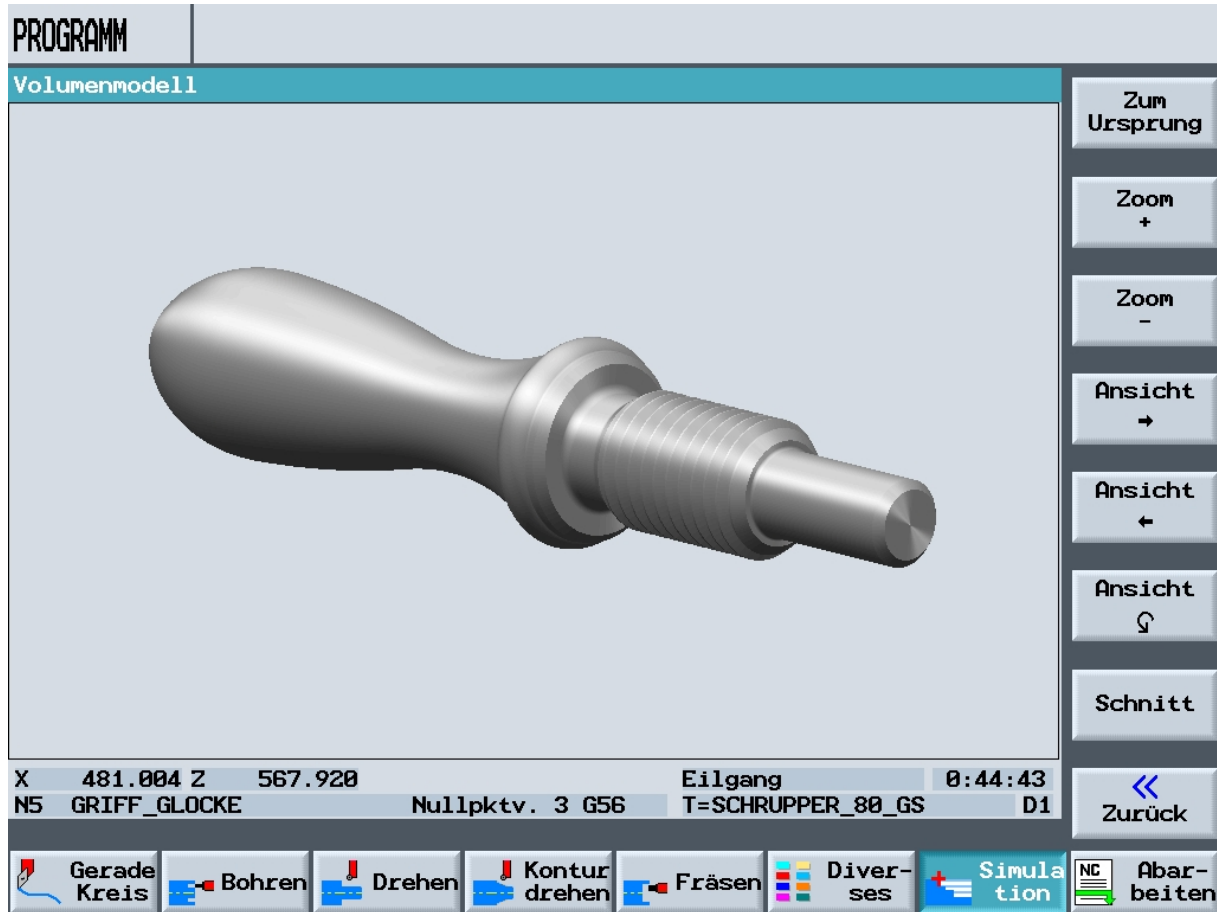 PROGRAMM
Volumenmodell
Zum
Ursprung
Zoom
+
Zoom
-
Ansicht
→
Ansicht
←
Ansicht
Schnitt
X 481.004 Z 567.920 Eilgang 0:44:43
N5 GRIFF_GLOCKE Nullpktv. 3 G56 T=SCHRUPPER_80_GS D1
«
Zurück
Gerade
Kreis
Bohren
Drehen
Kontur
drehen
Fräsen
Diver-
ses
Simula
tion
NC
Abar-
beiten